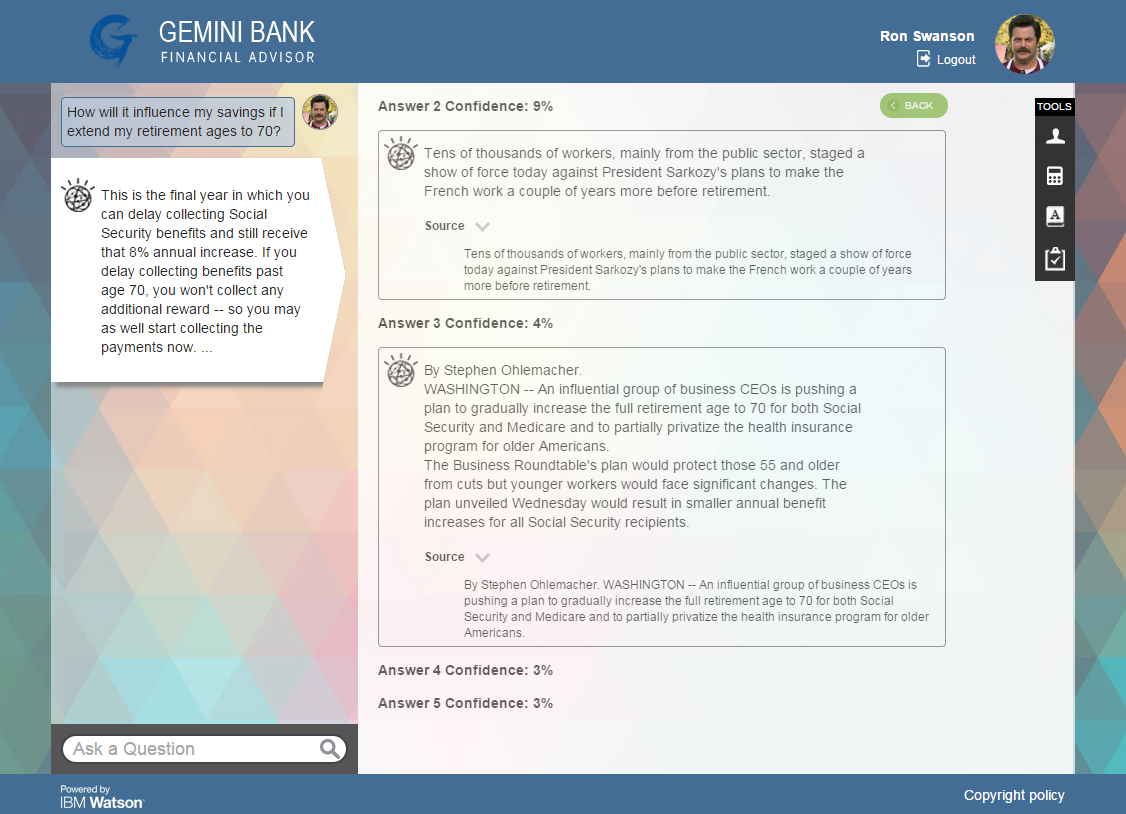 GEMINI BANK
FINANCIAL ADVISOR
Ron Swanson
Logout
How will it influence my savings if I
extend my retirement ages to 70?
This is the final year in which you
can delay collecting Social
Security benefits and still receive
that 8% annual increase. If you
delay collecting benefits past
age 70, you won't collect any
additional reward -- so you may
as well start collecting the
payments now. ...
Ask a Question
Answer 2 Confidence: 9%
BACK
Tens of thousands of workers, mainly from the public sector, staged a
show of force today against President Sarkozy's plans to make the
French work a couple of years more before retirement.
Source
Tens of thousands of workers, mainly from the public sector, staged a show of force
today against President Sarkozy's plans to make the French work a couple of years
more before retirement.
Answer 3 Confidence: 4%
By Stephen Ohlemacher.
WASHINGTON -- An influential group of business CEOs is pushing a
plan to gradually increase the full retirement age to 70 for both Social
Security and Medicare and to partially privatize the health insurance
program for older Americans.
The Business Roundtable's plan would protect those 55 and older
from cuts but younger workers would face significant changes. The
plan unveiled Wednesday would result in smaller annual benefit
increases for all Social Security recipients.
Source
By Stephen Ohlemacher. WASHINGTON -- An influential group of business CEOs is
pushing a plan to gradually increase the full retirement age to 70 for both Social
Security and Medicare and to partially privatize the health insurance program for older
Americans.
Answer 4 Confidence: 3%
Answer 5 Confidence: 3%
TOOLS
A
Powered by
IBM Watson
Copyright policy